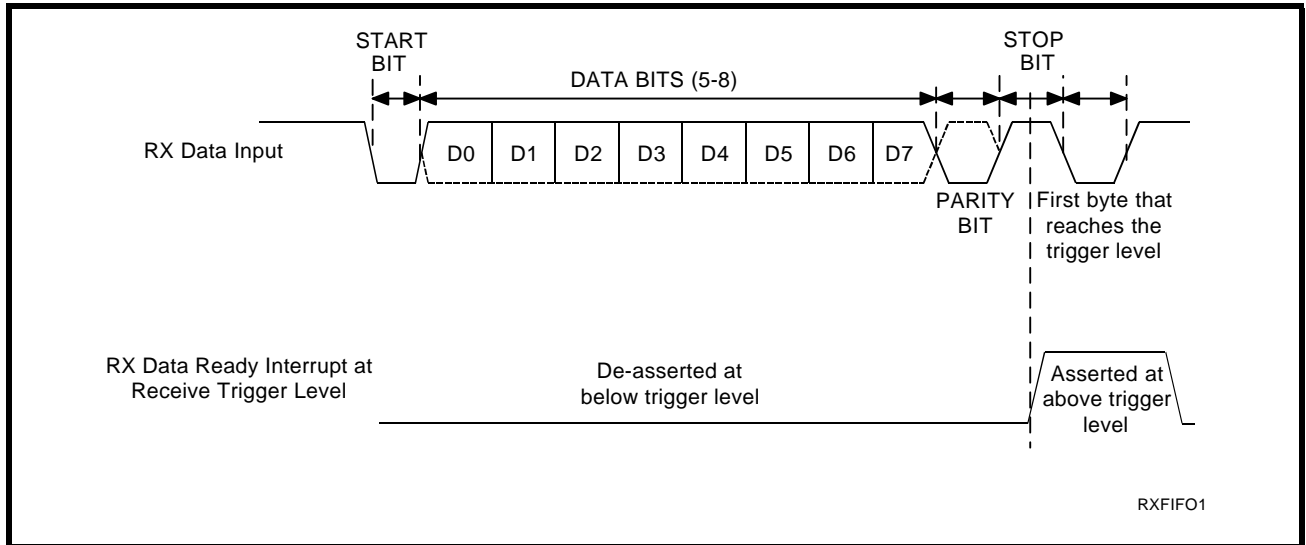 START
BIT
STOP
BIT
DATA BITS (5-8)
RX Data Input
D0 D1 D2 D3 D4 D5 D6 D7
PARITY
BIT
First byte that
reaches the
trigger level
RX Data Ready Interrupt at
Receive Trigger Level
De-asserted at
below trigger level
Asserted at
above trigger
level
RXFIFO1